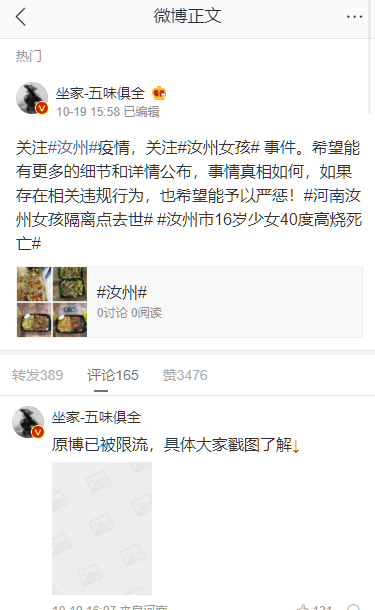 微博正文
热门
坐家-五味俱全
10-19 15:58 已编辑
关注#汝州#疫情，关注#汝州女孩# 事件。希望能
有更多的细节和详情公布，事情真相如何，如果
存在相关违规行为，也希望能予以严惩！#河南汝
州女孩隔离点去世# #汝州市16岁少女40度高烧死
亡#
#汝州#
0讨论 0阅读
转发389 评论165 赞3476
坐家-五味俱全
原博已被限流，具体大家戳图了解↓
10-19 16:07 来自河南 131